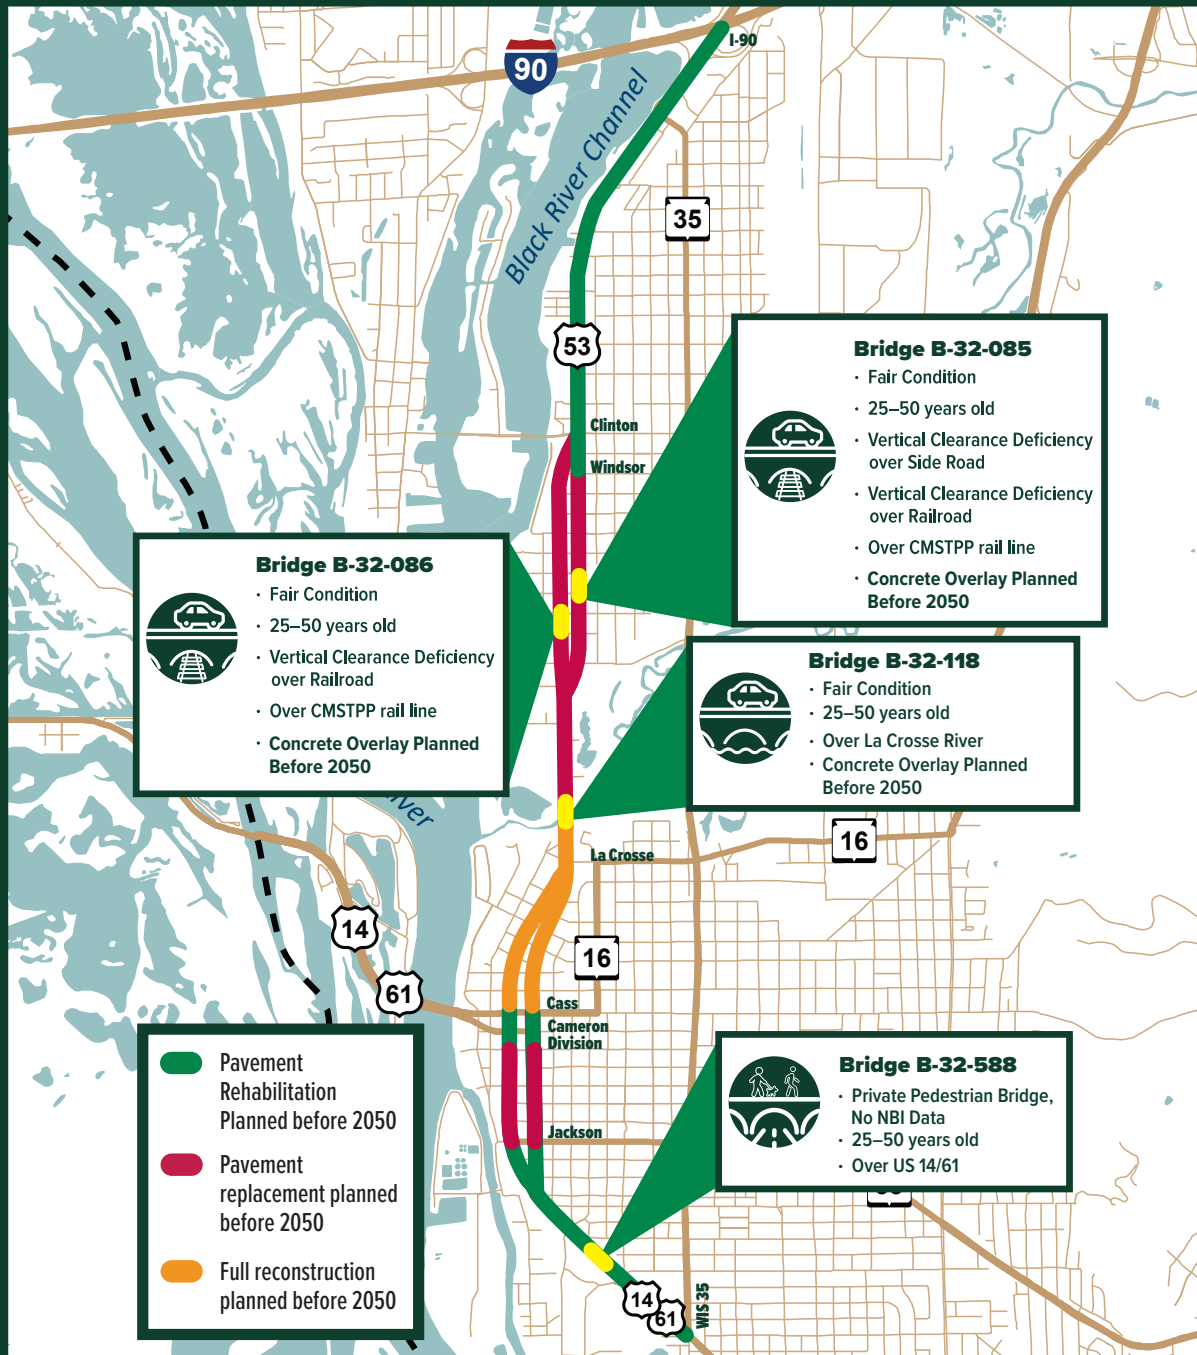 I-90
90
Black River Channel
35
53
Bridge B-32-085
· Fair Condition
· 25–50 years old
· Vertical Clearance Deficiency
over Side Road
· Vertical Clearance Deficiency
over Railroad
· Over CMSTPP rail line
· Concrete Overlay Planned
Before 2050
Clinton
Windsor
Bridge B-32-086
· Fair Condition
· 25–50 years old
· Vertical Clearance Deficiency
over Railroad
· Over CMSTPP rail line
· Concrete Overlay Planned
Before 2050
Bridge B-32-118
· Fair Condition
· 25–50 years old
· Over La Crosse River
· Concrete Overlay Planned
Before 2050
16
La Crosse
14
16
61
Cass
Cameron
Division
Pavement
Rehabilitation
Planned before 2050
Pavement
replacement planned
before 2050
Full reconstruction
planned before 2050
Bridge B-32-588
· Private Pedestrian Bridge,
No NBI Data
· 25–50 years old
· Over US 14/61
Jackson
14
61
WIS 35